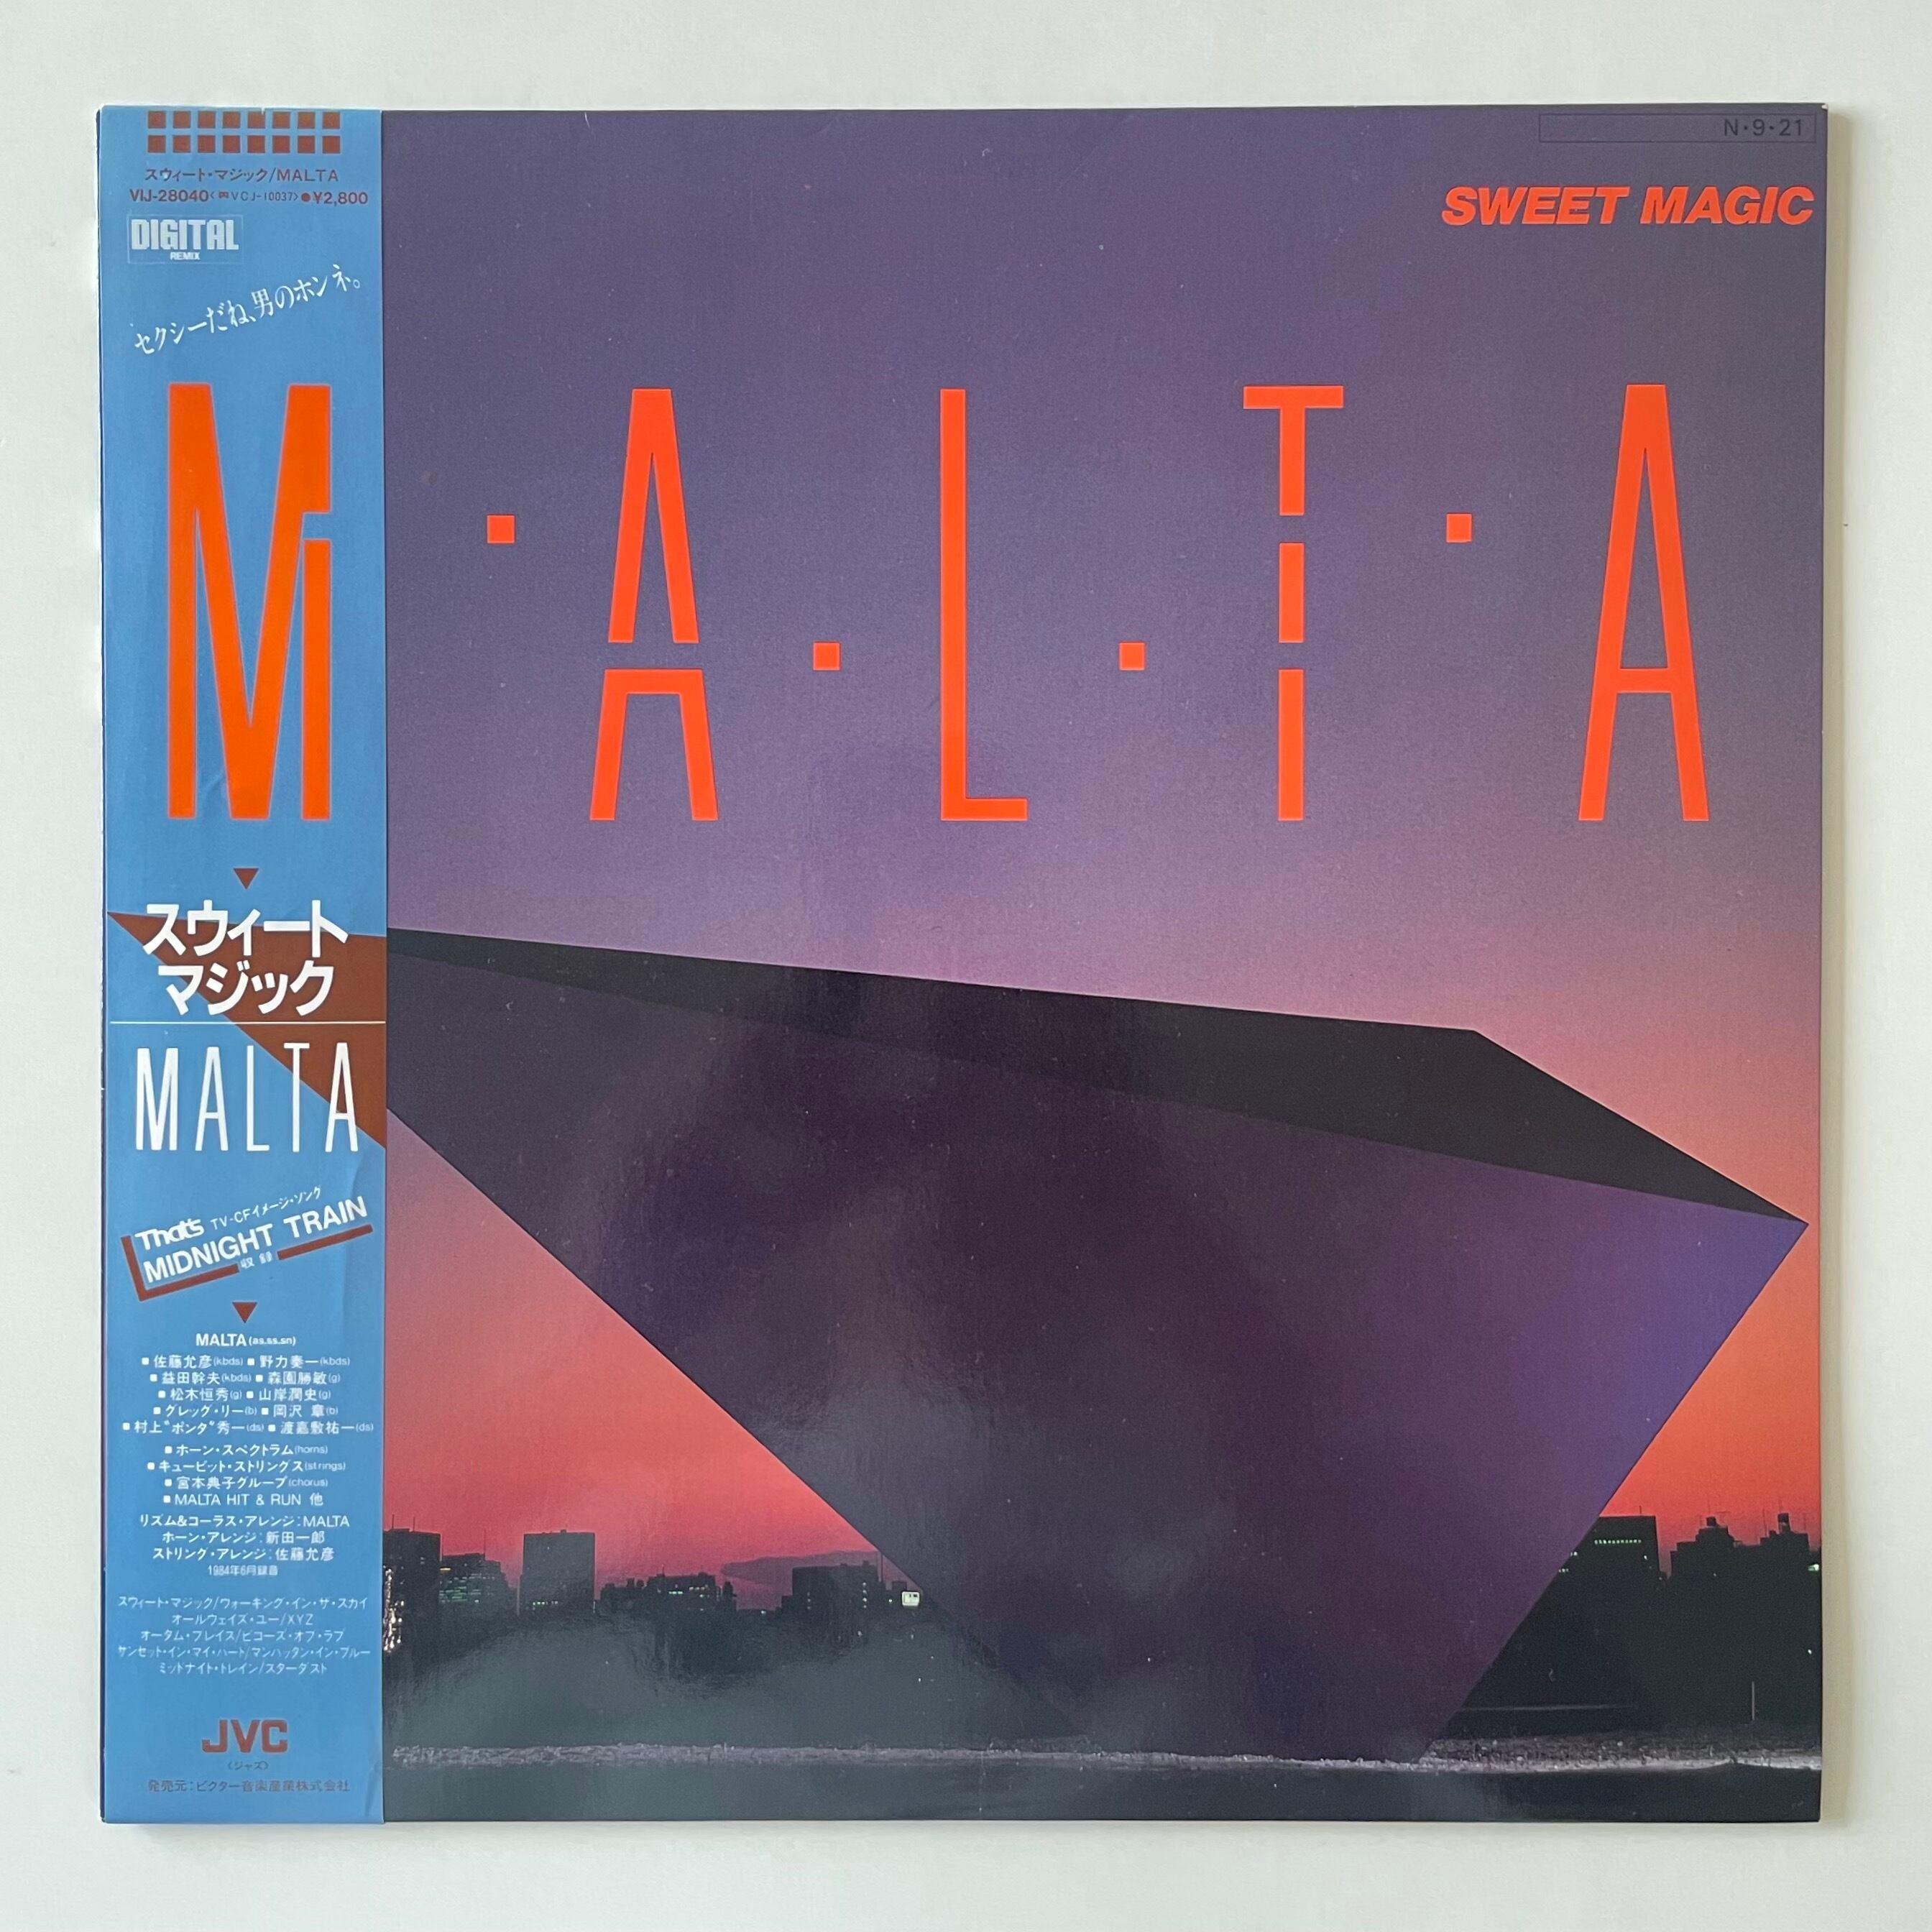 スウィート・マジック/MALTA
VIJ-28040〈VCJ-10037〉●¥2,800
DIGITAL
REMIX
セクシーだね、男のホンネ。
M・A・L・T・A
スウィート
マジック
MALTA
That's TV-CFイメージ・ソング
MIDNIGHT TRAIN
収録
MALTA(as.ss.sn)
■佐藤允彦(kbds)■野力奏一(kbds)
■益田幹夫(kbds)■森園勝敏(g)
■松木恒秀(g)■山岸潤史(g)
■グレッグ・リー(b)■岡沢 章(b)
■村上"ポンタ"秀一(ds)■渡嘉敷祐一(ds)
■ホーン・スペクトラム(horns)
■キュービット・ストリングス(strings)
■宮本典子グループ(chorus)
■MALTA HIT & RUN 他
リズム&コーラス・アレンジ:MALTA
ホーン・アレンジ:新田一郎
ストリング・アレンジ:佐藤允彦
1984年6月録音
スウィート・マジック/ウォーキング・イン・ザ・スカイ
オールウェイズ・ユー/XYZ
オータム・プレイス/ビコーズ・オブ・ラブ
サンセット・イン・マイ・ハート/マンハッタン・イン・ブルー
ミッドナイト・トレイン/スターダスト
JVC
〈ジャズ〉
発売元:ビクター音楽産業株式会社
N・9・21
SWEET MAGIC